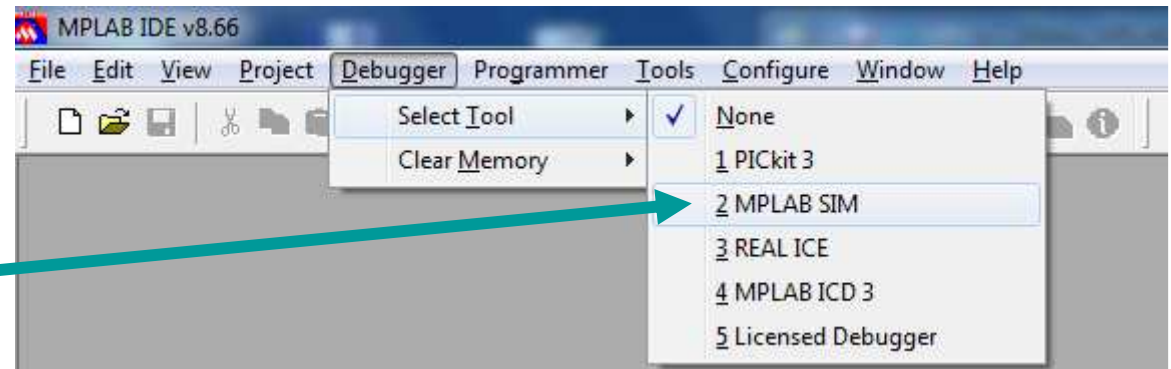 MPLAB IDE v8.66
File Edit View Project Debugger Programmer Tools Configure Window Help
Select Tool
None
Clear Memory
1 PICkit 3
2 MPLAB SIM
3 REAL ICE
4 MPLAB ICD 3
5 Licensed Debugger